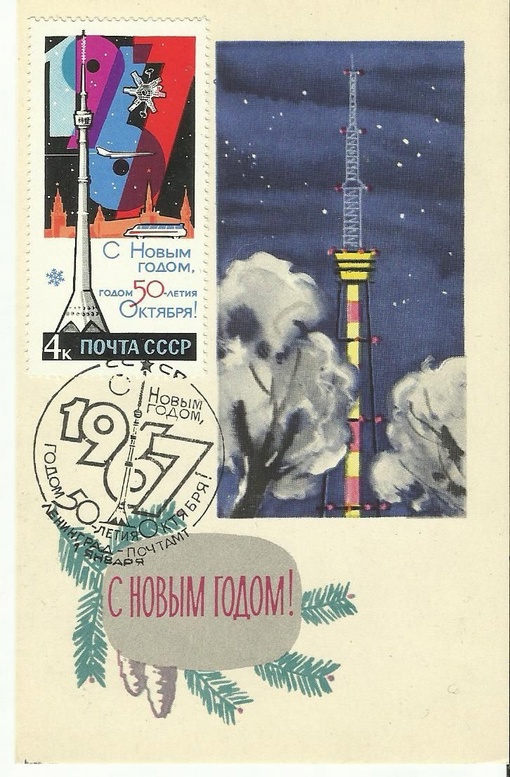 1967
С Новым
годом,
годом 50-летия
Октября!
4к ПОЧТА СССР
СССР
С Новым
годом,
1967
годом 50-летия Октября!
ЛЕНИНГРАД - ПОЧТАМТ
1 ЯНВАРЯ
С НОВЫМ ГОДОМ!